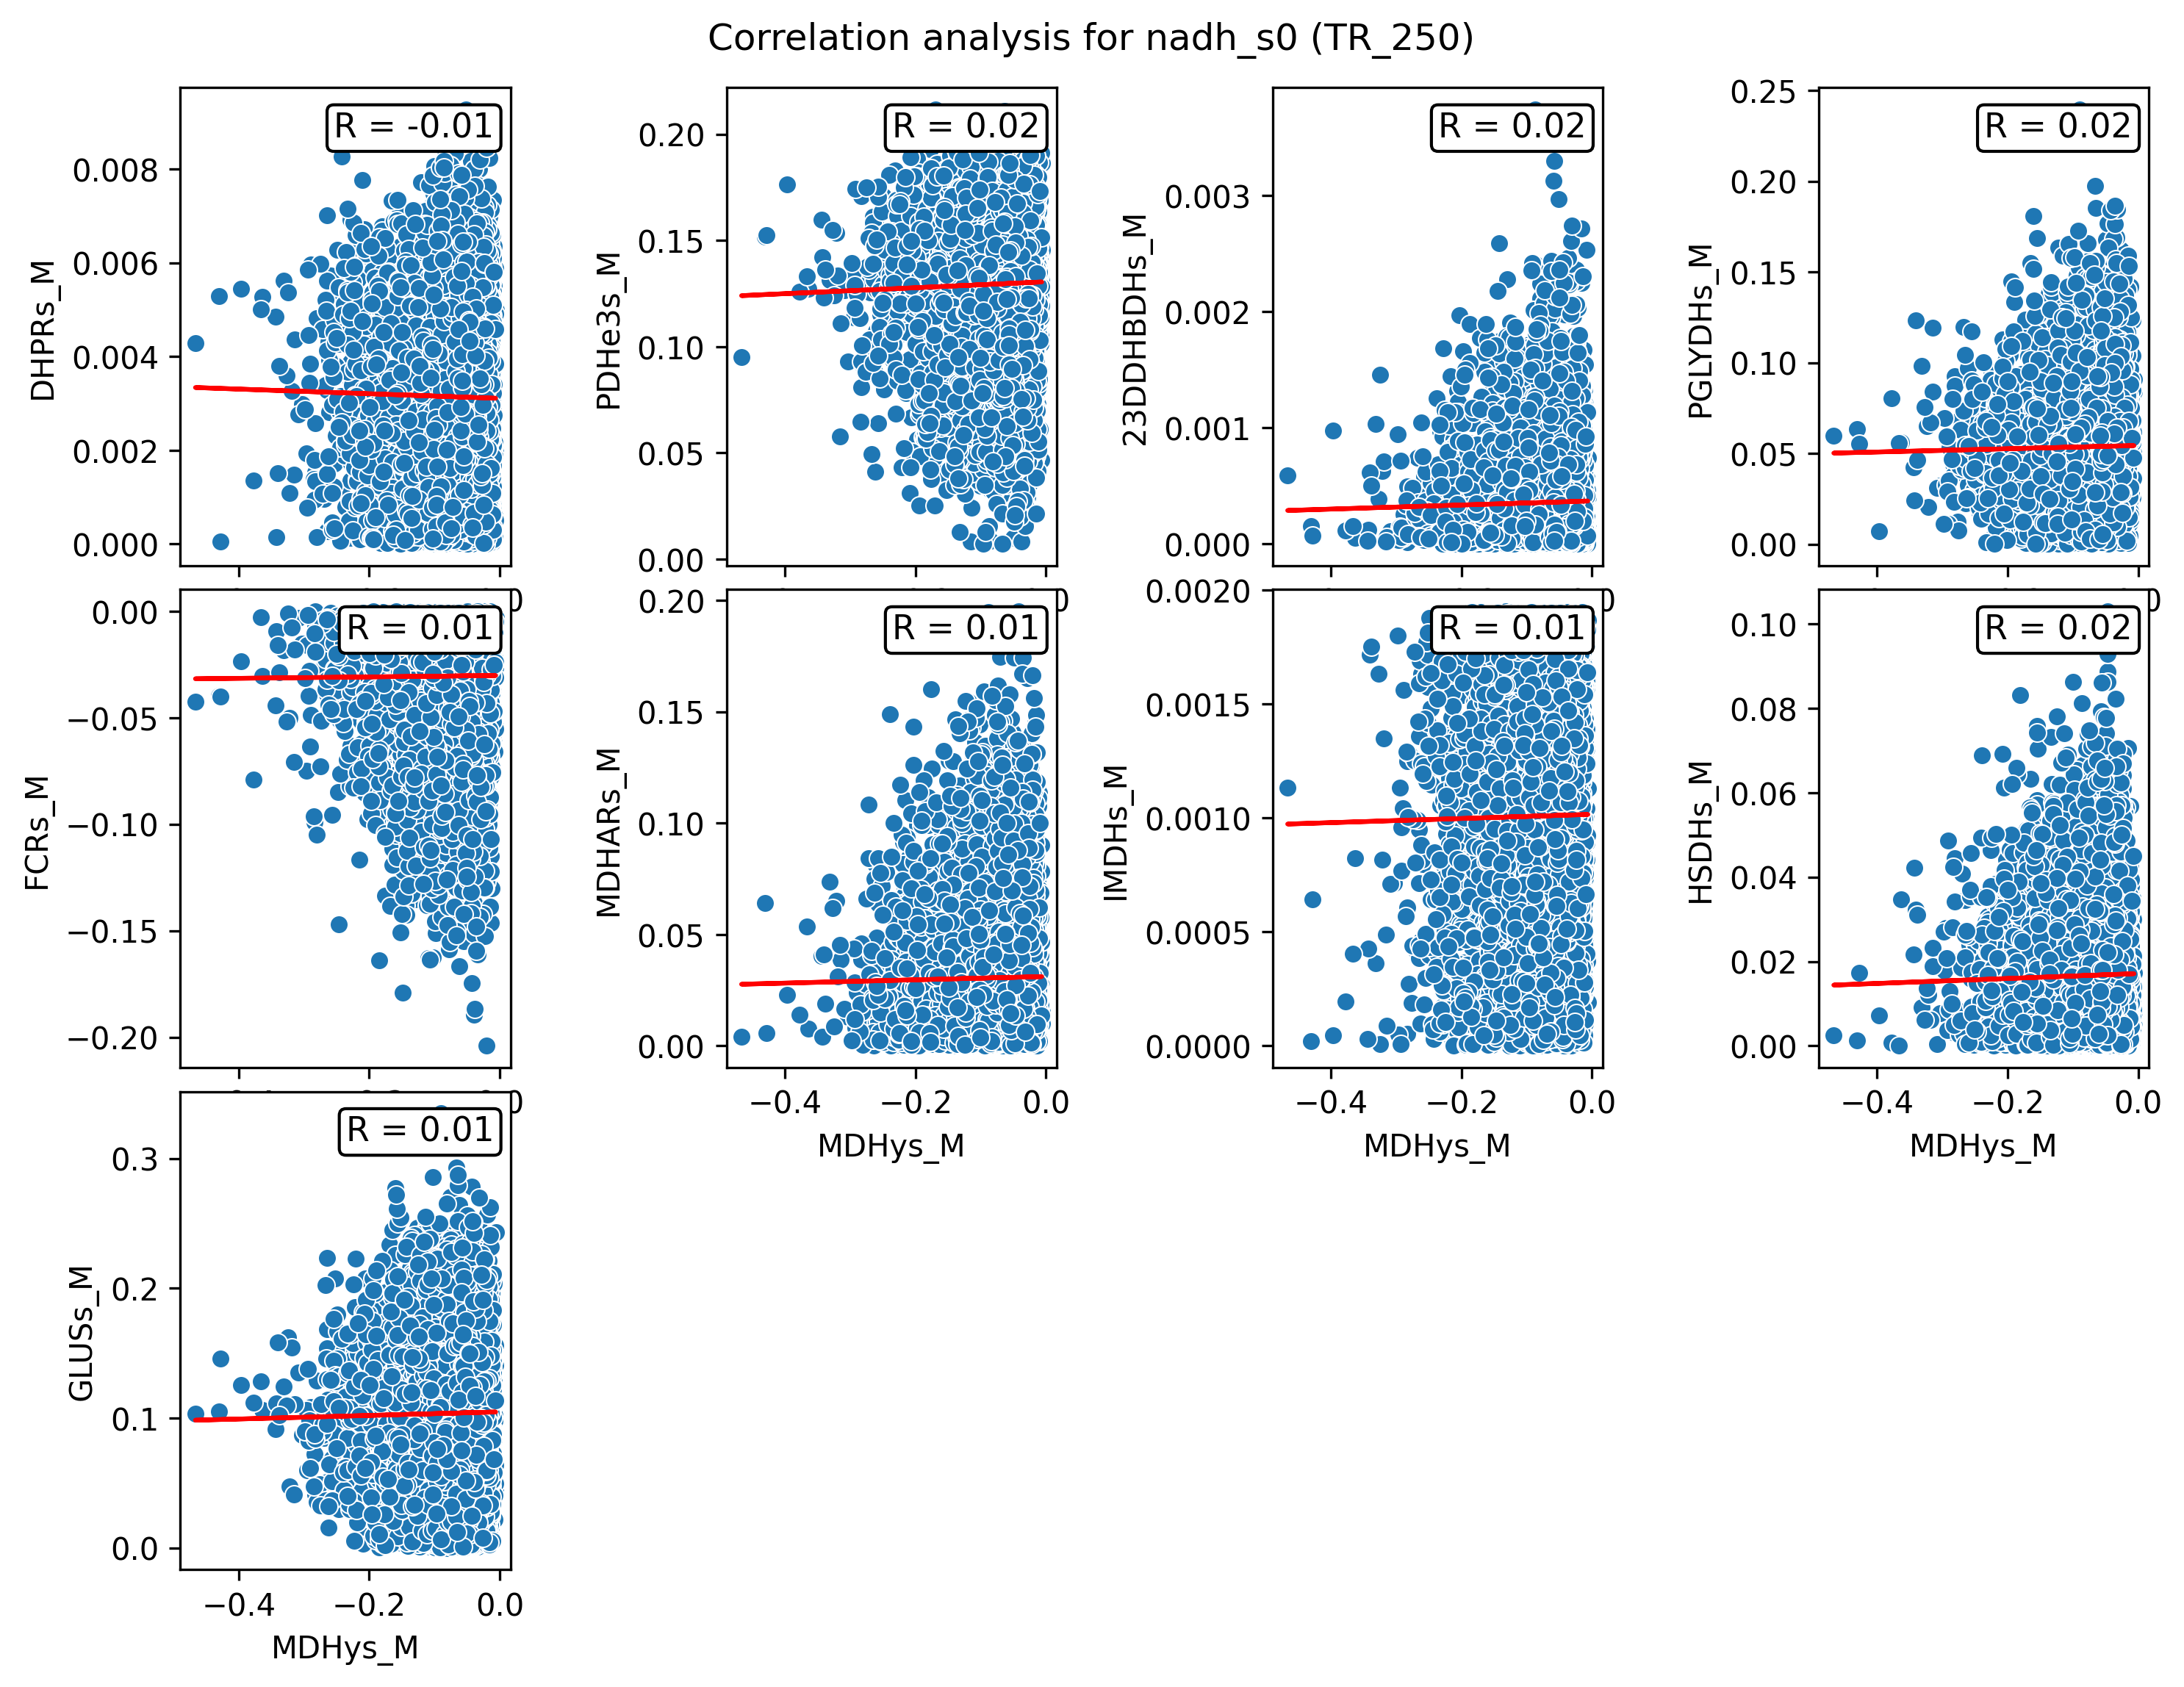 Correlation analysis for nadh_s0 (TR_250)
R = -0.01
0.008
0.006
0.004
0.002
0.000
DHPRs_M
R = 0.02
0.20
0.15
0.10
0.05
0.00
PDHe3s_M
R = 0.02
0.003
0.002
0.001
0.000
23DDHBDHs_M
R = 0.02
0.25
0.20
0.15
0.10
0.05
0.00
PGLYDHs_M
R = 0.01
0.00
−0.05
−0.10
−0.15
−0.20
FCRs_M
R = 0.01
0.20
0.15
0.10
0.05
0.00
MDHARs_M
−0.4 −0.2 0.0
MDHys_M
R = 0.01
0.0020
0.0015
0.0010
0.0005
0.0000
IMDHs_M
−0.4 −0.2 0.0
MDHys_M
R = 0.02
0.10
0.08
0.06
0.04
0.02
0.00
HSDHs_M
−0.4 −0.2 0.0
MDHys_M
R = 0.01
0.3
0.2
0.1
0.0
GLUSs_M
−0.4 −0.2 0.0
MDHys_M